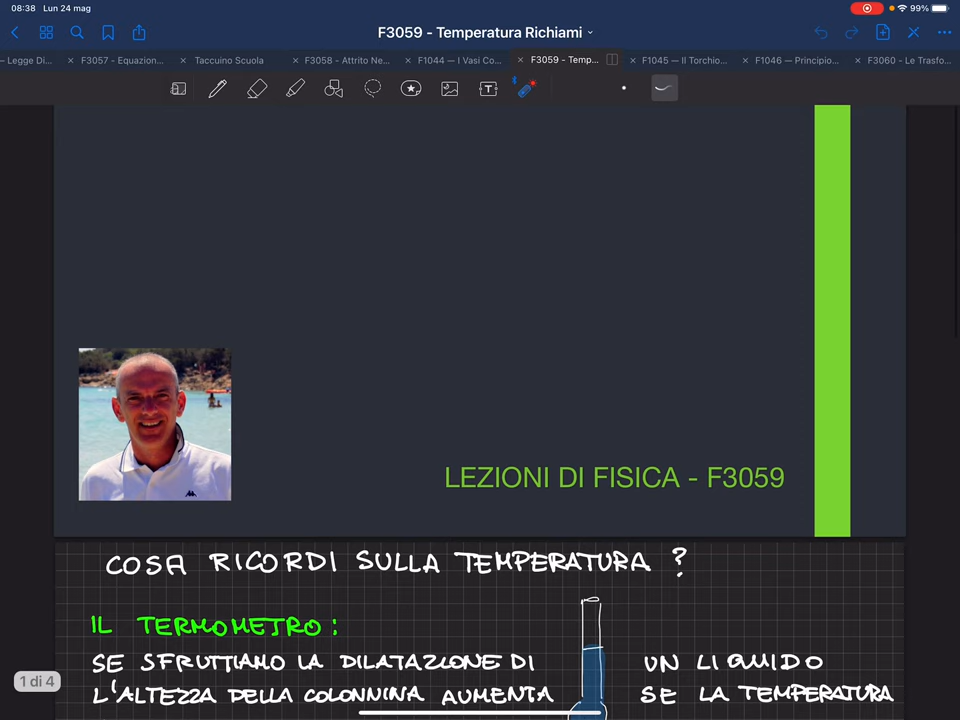 08:38 Lun 24 mag 99%
F3059 - Temperatura Richiami
– Legge Di... F3057 - Equazion... Taccuino Scuola F3058 - Attrito Ne... F1044 — I Vasi Co... F3059 - Temp... F1045 — Il Torchio... F1046 — Principio... F3060 - Le Trasfo...
LEZIONI DI FISICA - F3059
COSA RICORDI SULLA TEMPERATURA ?
IL TERMOMETRO:
SE SFRUTTIAMO LA DILATAZIONE DI UN LIQUIDO
L'ALTEZZA DELLA COLONNINA AUMENTA SE LA TEMPERATURA
1 di 4